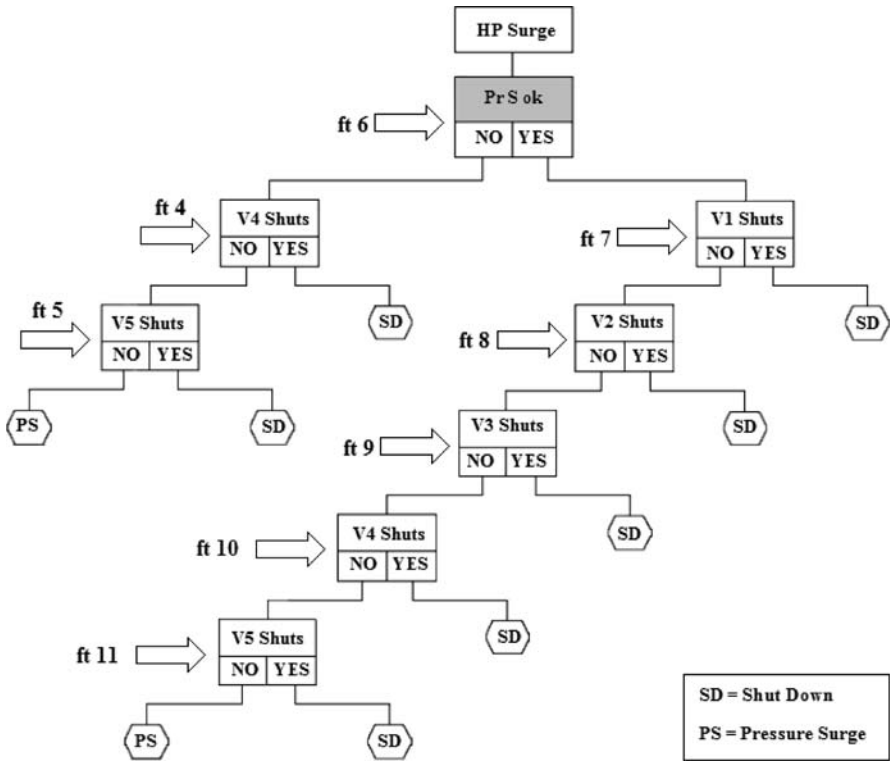 HP Surge
Pr S ok
ft 6
NO YES
ft 4
V4 Shuts
NO YES
V1 Shuts
ft 7
NO YES
ft 5
V5 Shuts
NO YES
SD
ft 8
V2 Shuts
NO YES
SD
PS
SD
ft 9
V3 Shuts
NO YES
SD
ft 10
V4 Shuts
NO YES
SD
ft 11
V5 Shuts
NO YES
SD
PS
SD
SD = Shut Down
PS = Pressure Surge